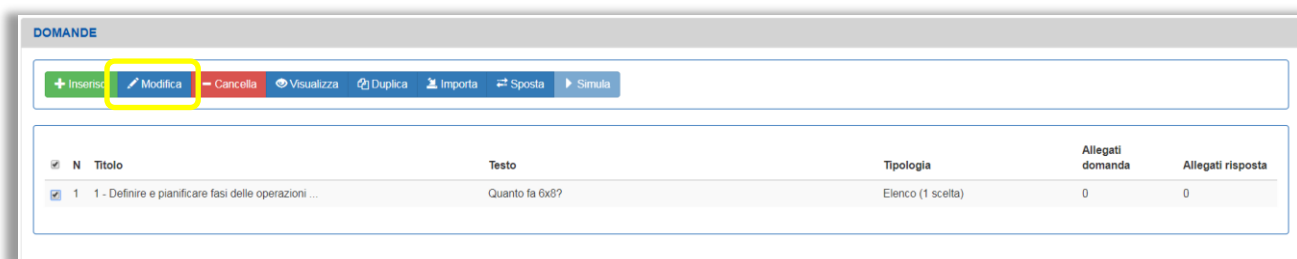 DOMANDE
Inserisci Modifica Cancella Visualizza Duplica Importa Sposta Simula
N Titolo Testo Tipologia Allegati domanda Allegati risposta
1 1 - Definire e pianificare fasi delle operazioni ... Quanto fa 6x8? Elenco (1 scelta) 0 0